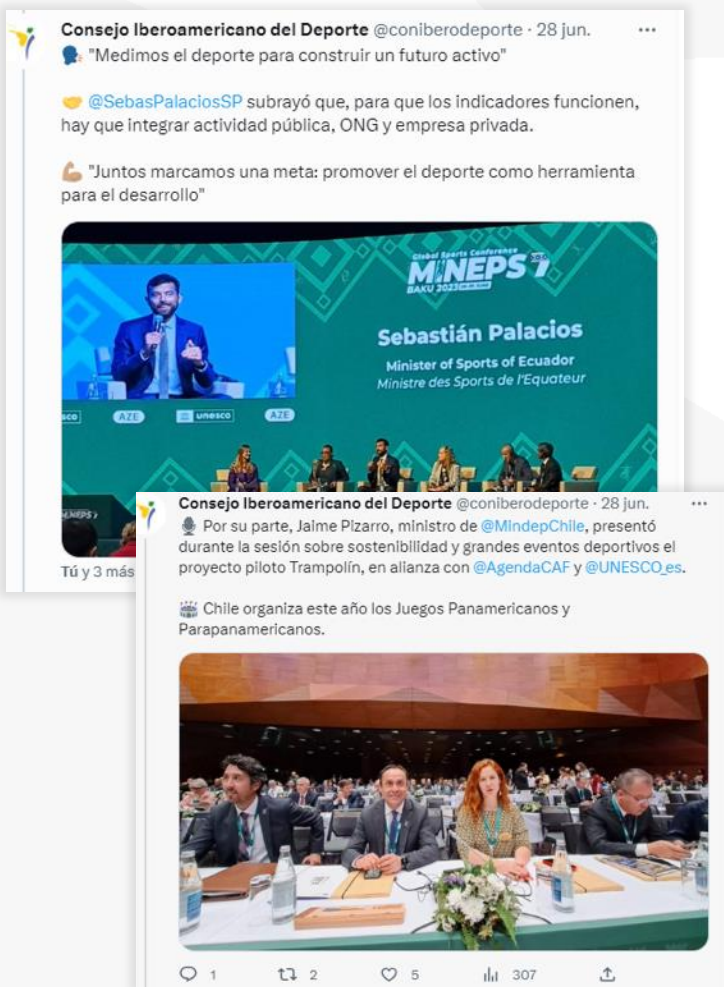 Consejo Iberoamericano del Deporte @coniberodeporte · 28 jun.
"Medimos el deporte para construir un futuro activo"
@SebasPalaciosSP subrayó que, para que los indicadores funcionen,
hay que integrar actividad pública, ONG y empresa privada.
"Juntos marcamos una meta: promover el deporte como herramienta
para el desarrollo"
Global Sports Conference
MINEPS 7
BAKU 2023
Sebastián Palacios
Minister of Sports of Ecuador
Ministre des Sports de l'Equateur
AZE
unesco
AZE
Tú y 3 más
Consejo Iberoamericano del Deporte @coniberodeporte · 28 jun.
Por su parte, Jaime Pizarro, ministro de @MindepChile, presentó
durante la sesión sobre sostenibilidad y grandes eventos deportivos el
proyecto piloto Trampolín, en alianza con @AgendaCAF y @UNESCO_es.
Chile organiza este año los Juegos Panamericanos y
Parapanamericanos.
1 2 5 307